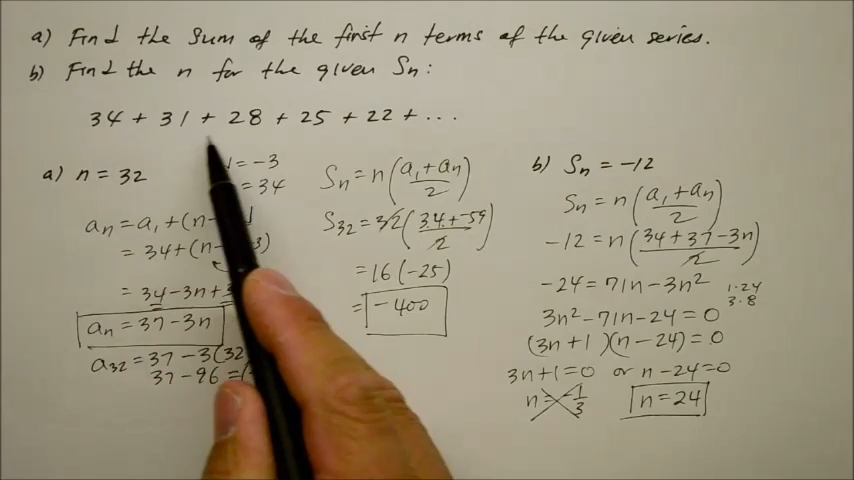 a) Find the sum of the first n terms of the given series.
b) Find the n for the given Sn:
34 + 31 + 28 + 25 + 22 + ...
a) n = 32
= -3
= 34
an = a1 + (n-
= 34 + (n- 3)
= 34 - 3n + 3
an = 37 - 3n
a32 = 37 - 3(32
37 - 96 = (
Sn = n((a1 + an)/2)
S32 = 32((34 + -59)/2)
= 16(-25)
= -400
b) Sn = -12
Sn = n((a1 + an)/2)
-12 = n((34 + 37 - 3n)/2)
-24 = 71n - 3n²
1·24
3·8
3n² - 71n - 24 = 0
(3n + 1)(n - 24) = 0
3n + 1 = 0 or n - 24 = 0
n = -1/3
n = 24